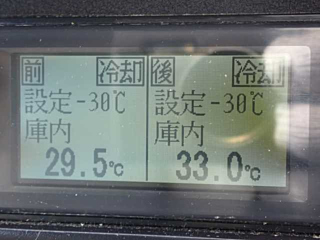 前 冷却
設定-30℃
庫内
29.5℃
後 冷却
設定-30℃
庫内
33.0℃